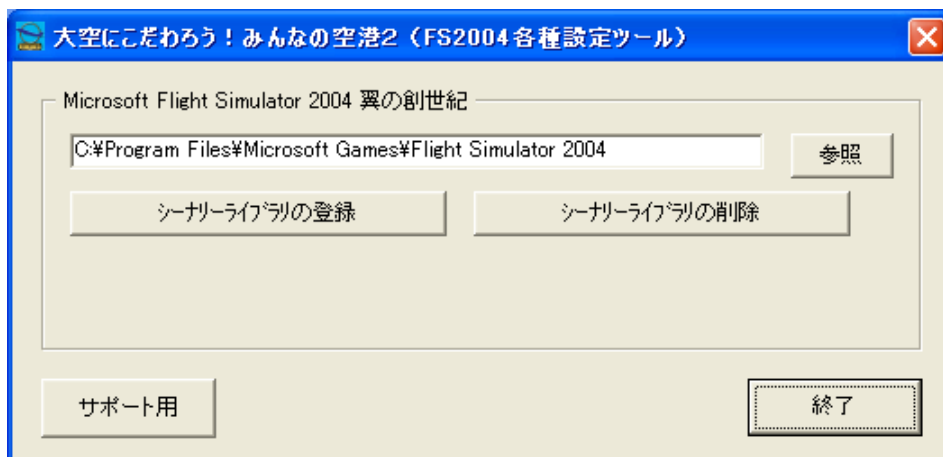 大空にこだわろう！みんなの空港2（FS2004各種設定ツール）
Microsoft Flight Simulator 2004 翼の創世紀
C:¥Program Files¥Microsoft Games¥Flight Simulator 2004
参照
シーナリーライブラリの登録
シーナリーライブラリの削除
サポート用
終了